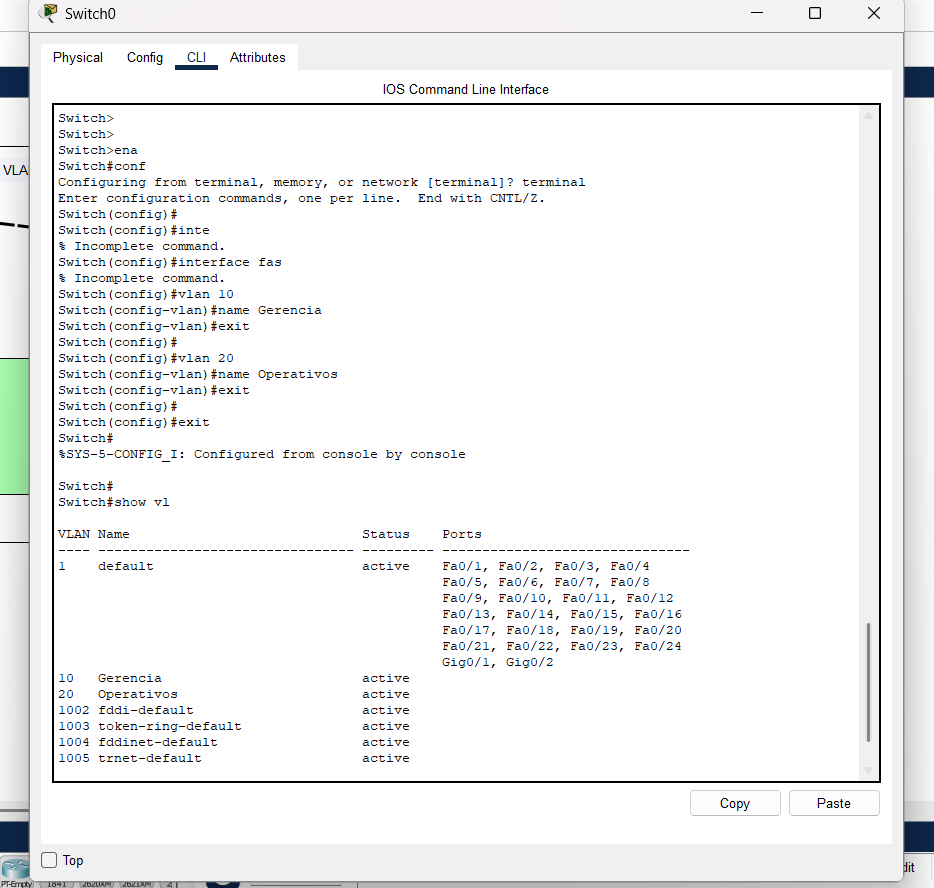 Switch0
Physical Config CLI Attributes
IOS Command Line Interface
VLA
Switch>
Switch>
Switch>ena
Switch#conf
Configuring from terminal, memory, or network [terminal]? terminal
Enter configuration commands, one per line.  End with CNTL/Z.
Switch(config)#
Switch(config)#inte
% Incomplete command.
Switch(config)#interface fas
% Incomplete command.
Switch(config)#vlan 10
Switch(config-vlan)#name Gerencia
Switch(config-vlan)#exit
Switch(config)#
Switch(config)#vlan 20
Switch(config-vlan)#name Operativos
Switch(config-vlan)#exit
Switch(config)#
Switch(config)#exit
Switch#
%SYS-5-CONFIG_I: Configured from console by console
Switch#
Switch#show vl
VLAN Name                             Status    Ports
---- -------------------------------- --------- -------------------------------
1    default                          active    Fa0/1, Fa0/2, Fa0/3, Fa0/4
                                                Fa0/5, Fa0/6, Fa0/7, Fa0/8
                                                Fa0/9, Fa0/10, Fa0/11, Fa0/12
                                                Fa0/13, Fa0/14, Fa0/15, Fa0/16
                                                Fa0/17, Fa0/18, Fa0/19, Fa0/20
                                                Fa0/21, Fa0/22, Fa0/23, Fa0/24
                                                Gig0/1, Gig0/2
10   Gerencia                         active
20   Operativos                       active
1002 fddi-default                     active
1003 token-ring-default               active
1004 fddinet-default                  active
1005 trnet-default                    active
Copy Paste
Top
dit
PT-Empty 1841 2620XM 2621XM